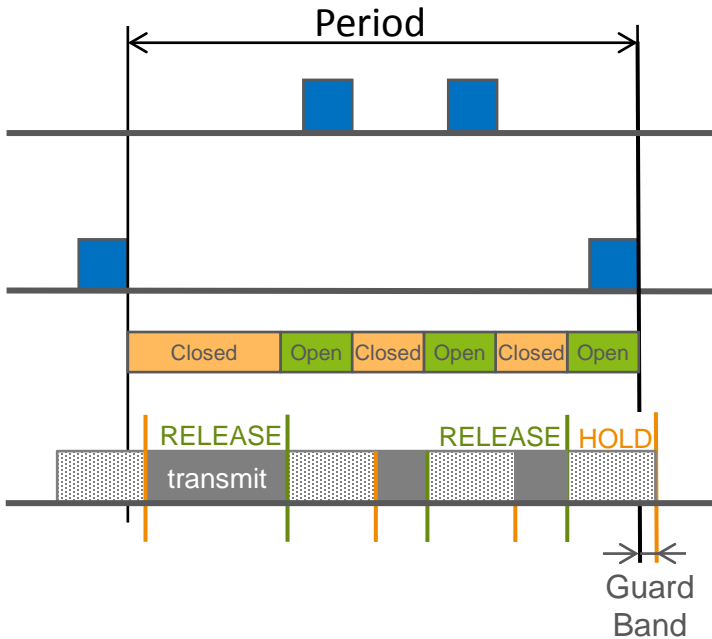 Period
Closed Open Closed Open Closed Open
RELEASE RELEASE HOLD
transmit
Guard
Band